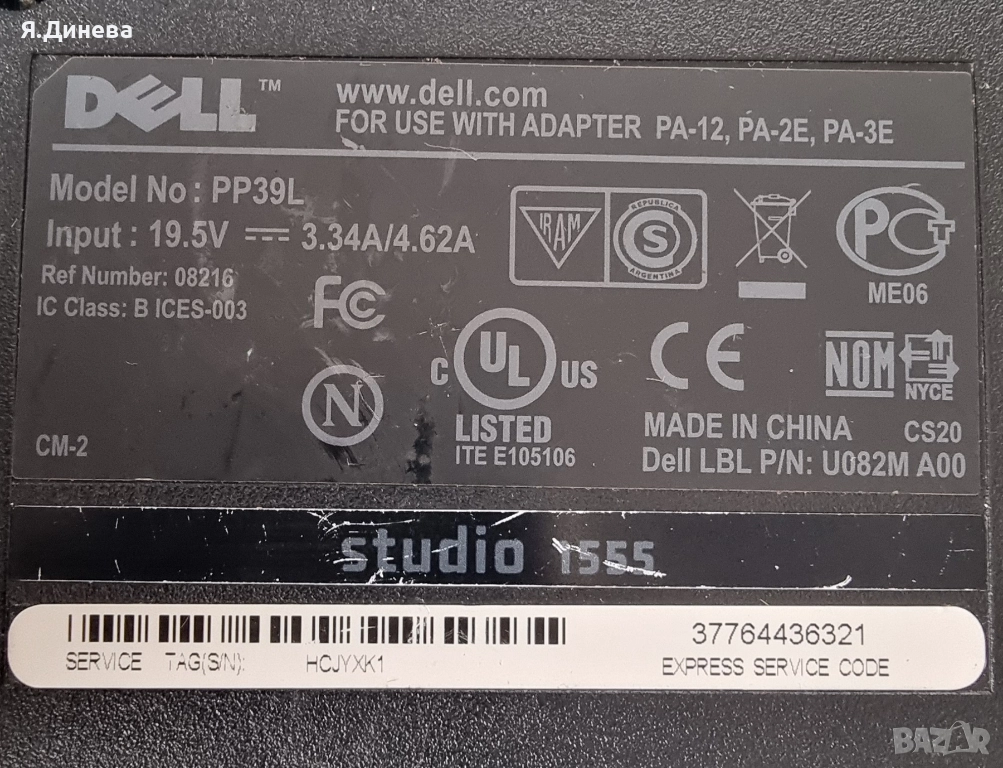 Я.Динева
DELL™
www.dell.com
FOR USE WITH ADAPTER PA-12, PA-2E, PA-3E
Model No : PP39L
Input : 19.5V ⎓ 3.34A/4.62A
Ref Number: 08216
IC Class: B ICES-003
FC
IRAM
REPUBLICA
S
ARGENTINA
PCT
ME06
N
C UL US
LISTED
ITE E105106
CE
NOM
NYCE
CM-2
MADE IN CHINA CS20
Dell LBL P/N: U082M A00
studio 1555
37764436321
SERVICE TAG(S/N): HCJYXK1
EXPRESS SERVICE CODE
BAZAR